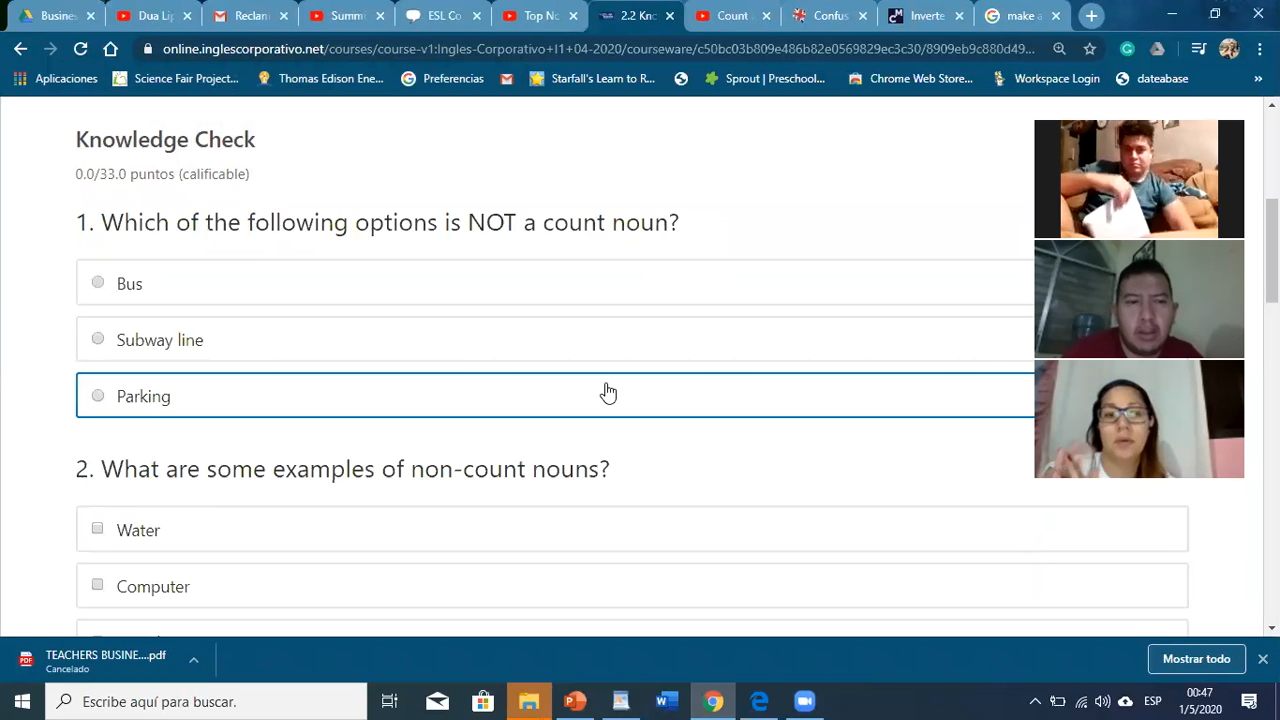 Busines
Dua Lip
Reclam
Summ
ESL Co
Top No
2.2 Kno
Count
Confus
Inverte
make a
online.inglescorporativo.net/courses/course-v1:Ingles-Corporativo+I1+04-2020/courseware/c50bc03b809e486b82e0569829ec3c30/8909eb9c880d49...
Aplicaciones
Science Fair Project...
Thomas Edison Ene...
Preferencias
Starfall's Learn to R...
Sprout | Preschool...
Chrome Web Store...
Workspace Login
dateabase
Knowledge Check
0.0/33.0 puntos (calificable)
1. Which of the following options is NOT a count noun?
Bus
Subway line
Parking
2. What are some examples of non-count nouns?
Water
Computer
TEACHERS BUSINE....pdf
Cancelado
Mostrar todo
Escribe aquí para buscar.
ESP
00:47
1/5/2020